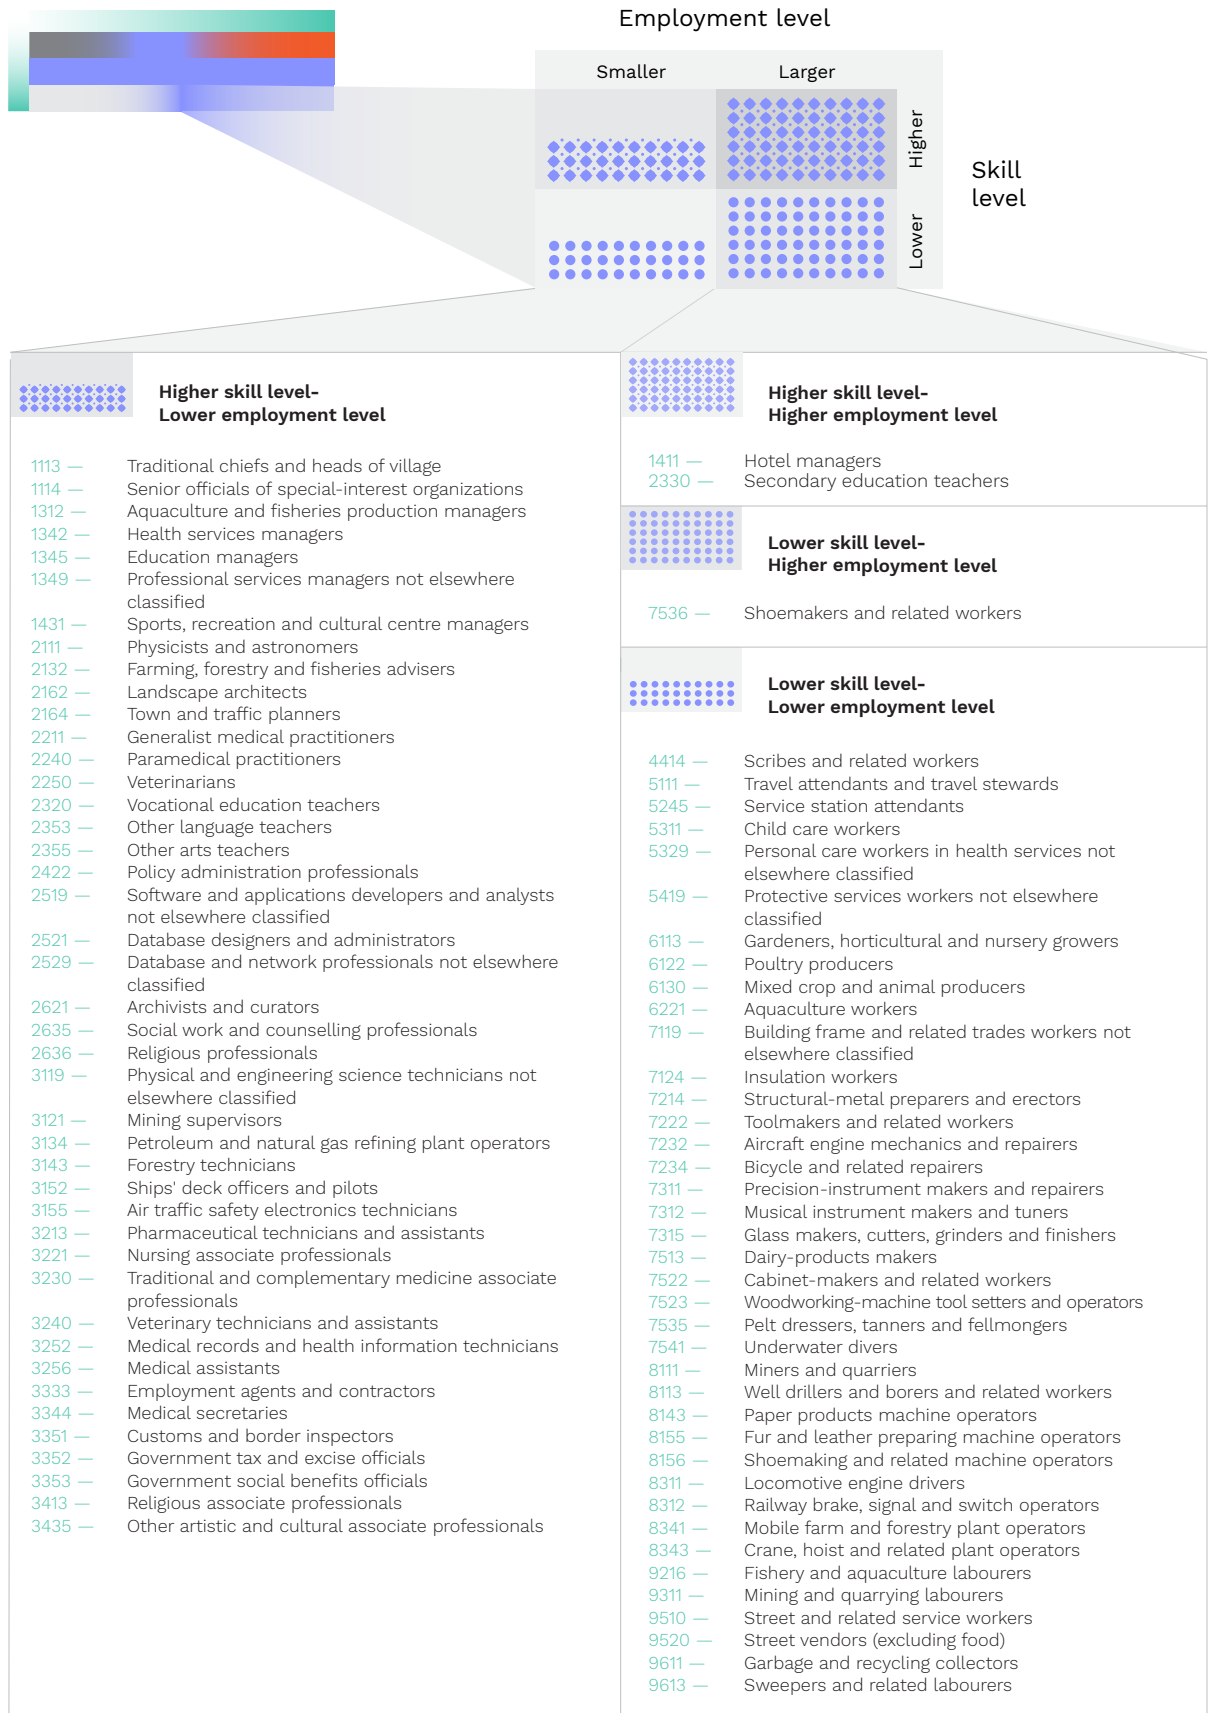 Employment level
Smaller
Larger
Higher
Lower
Skill
level
Higher skill level-
Lower employment level
1113 — Traditional chiefs and heads of village
1114 — Senior officials of special-interest organizations
1312 — Aquaculture and fisheries production managers
1342 — Health services managers
1345 — Education managers
1349 — Professional services managers not elsewhere
classified
1431 — Sports, recreation and cultural centre managers
2111 — Physicists and astronomers
2132 — Farming, forestry and fisheries advisers
2162 — Landscape architects
2164 — Town and traffic planners
2211 — Generalist medical practitioners
2240 — Paramedical practitioners
2250 — Veterinarians
2320 — Vocational education teachers
2353 — Other language teachers
2355 — Other arts teachers
2422 — Policy administration professionals
2519 — Software and applications developers and analysts
not elsewhere classified
2521 — Database designers and administrators
2529 — Database and network professionals not elsewhere
classified
2621 — Archivists and curators
2635 — Social work and counselling professionals
2636 — Religious professionals
3119 — Physical and engineering science technicians not
elsewhere classified
3121 — Mining supervisors
3134 — Petroleum and natural gas refining plant operators
3143 — Forestry technicians
3152 — Ships' deck officers and pilots
3155 — Air traffic safety electronics technicians
3213 — Pharmaceutical technicians and assistants
3221 — Nursing associate professionals
3230 — Traditional and complementary medicine associate
professionals
3240 — Veterinary technicians and assistants
3252 — Medical records and health information technicians
3256 — Medical assistants
3333 — Employment agents and contractors
3344 — Medical secretaries
3351 — Customs and border inspectors
3352 — Government tax and excise officials
3353 — Government social benefits officials
3413 — Religious associate professionals
3435 — Other artistic and cultural associate professionals
Higher skill level-
Higher employment level
1411 — Hotel managers
2330 — Secondary education teachers
Lower skill level-
Higher employment level
7536 — Shoemakers and related workers
Lower skill level-
Lower employment level
4414 — Scribes and related workers
5111 — Travel attendants and travel stewards
5245 — Service station attendants
5311 — Child care workers
5329 — Personal care workers in health services not
elsewhere classified
5419 — Protective services workers not elsewhere
classified
6113 — Gardeners, horticultural and nursery growers
6122 — Poultry producers
6130 — Mixed crop and animal producers
6221 — Aquaculture workers
7119 — Building frame and related trades workers not
elsewhere classified
7124 — Insulation workers
7214 — Structural-metal preparers and erectors
7222 — Toolmakers and related workers
7232 — Aircraft engine mechanics and repairers
7234 — Bicycle and related repairers
7311 — Precision-instrument makers and repairers
7312 — Musical instrument makers and tuners
7315 — Glass makers, cutters, grinders and finishers
7513 — Dairy-products makers
7522 — Cabinet-makers and related workers
7523 — Woodworking-machine tool setters and operators
7535 — Pelt dressers, tanners and fellmongers
7541 — Underwater divers
8111 — Miners and quarriers
8113 — Well drillers and borers and related workers
8143 — Paper products machine operators
8155 — Fur and leather preparing machine operators
8156 — Shoemaking and related machine operators
8311 — Locomotive engine drivers
8312 — Railway brake, signal and switch operators
8341 — Mobile farm and forestry plant operators
8343 — Crane, hoist and related plant operators
9216 — Fishery and aquaculture labourers
9311 — Mining and quarrying labourers
9510 — Street and related service workers
9520 — Street vendors (excluding food)
9611 — Garbage and recycling collectors
9613 — Sweepers and related labourers